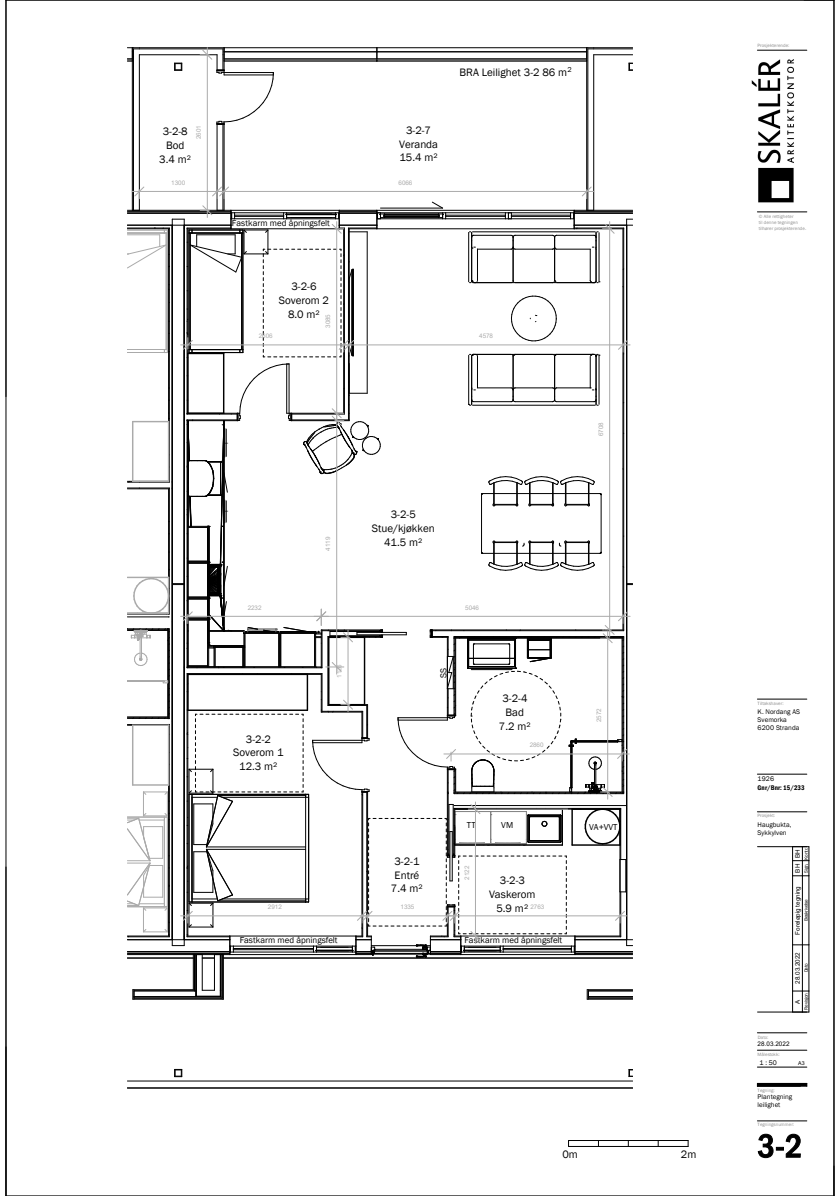 BRA Leilighet 3-2 86 m²
3-2-8
Bod
3.4 m²
3-2-7
Veranda
15.4 m²
1300
6086
Fastkarm med åpningsfelt
3-2-6
Soverom 2
8.0 m²
4578
3-2-5
Stue/kjøkken
41.5 m²
4119
2232
5046
SS
3-2-4
Bad
7.2 m²
2572
2860
3-2-2
Soverom 1
12.3 m²
TT
VM
VA+VVT
3-2-1
Entré
7.4 m²
2122
3-2-3
Vaskerom
5.9 m²
2912
1335
2763
Fastkarm med åpningsfelt
Fastkarm med åpningsfelt
0m
2m
SKALÉR
ARKITEKTKONTOR
K. Nordang AS
Svemorka
6200 Stranda
1926
Gnr/Bnr: 15/233
Haugbukta,
Sykkylven
A
28.03.2022
Foreløpig tegning
BH
BH
28.03.2022
1 : 50
A3
Plantegning
leilighet
3-2